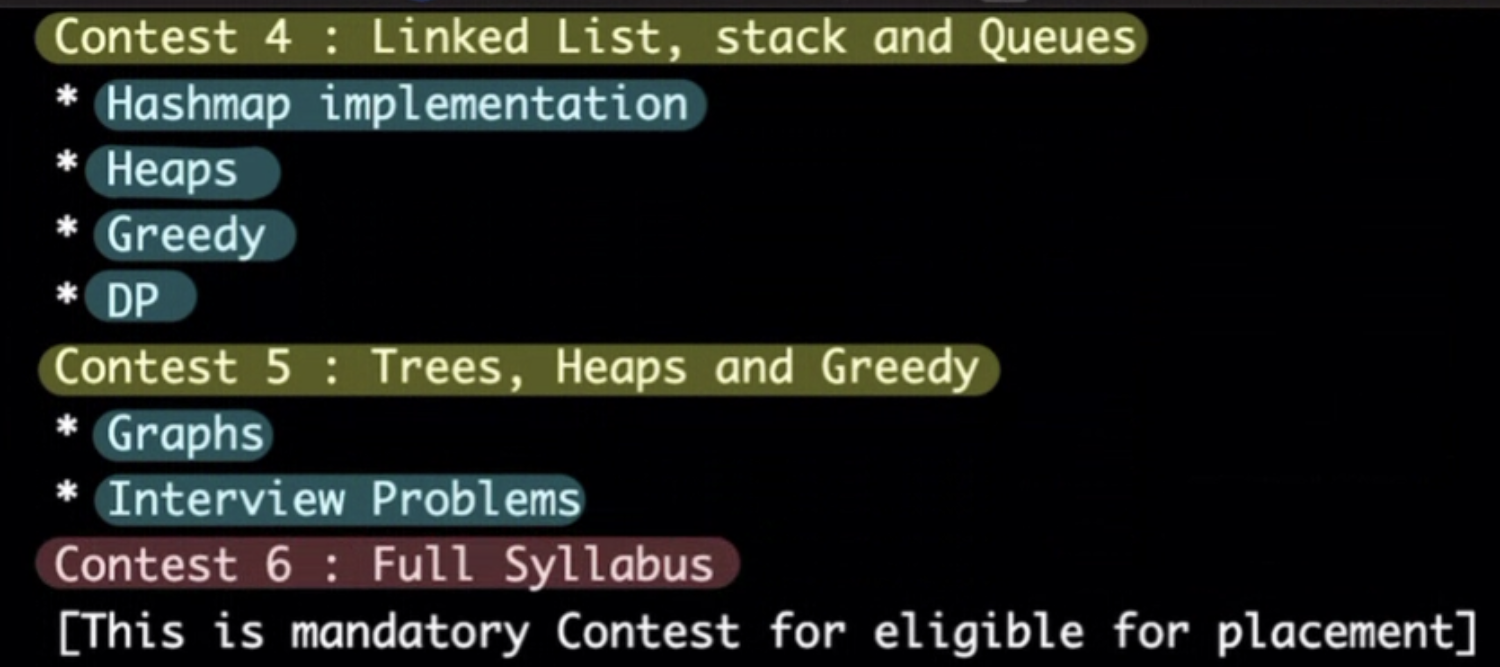 Contest 4 : Linked List, stack and Queues
* Hashmap implementation
* Heaps
* Greedy
* DP
Contest 5 : Trees, Heaps and Greedy
* Graphs
* Interview Problems
Contest 6 : Full Syllabus
[This is mandatory Contest for eligible for placement]